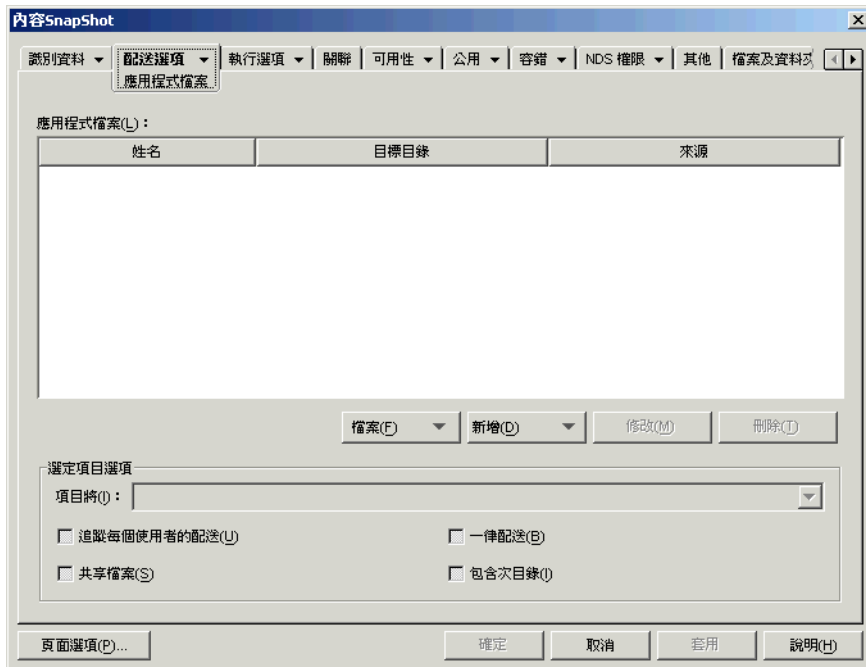 內容SnapShot
識別資料 配送選項 執行選項 關聯 可用性 公用 容錯 NDS 權限 其他 檔案及資料
應用程式檔案
應用程式檔案(L)：
姓名 目標目錄 來源
檔案(F) 新增(D) 修改(M) 刪除(T)
選定項目選項
項目將(I)：
追蹤每個使用者的配送(U) 一律配送(B)
共享檔案(S) 包含次目錄(I)
頁面選項(P)... 確定 取消 套用 說明(H)